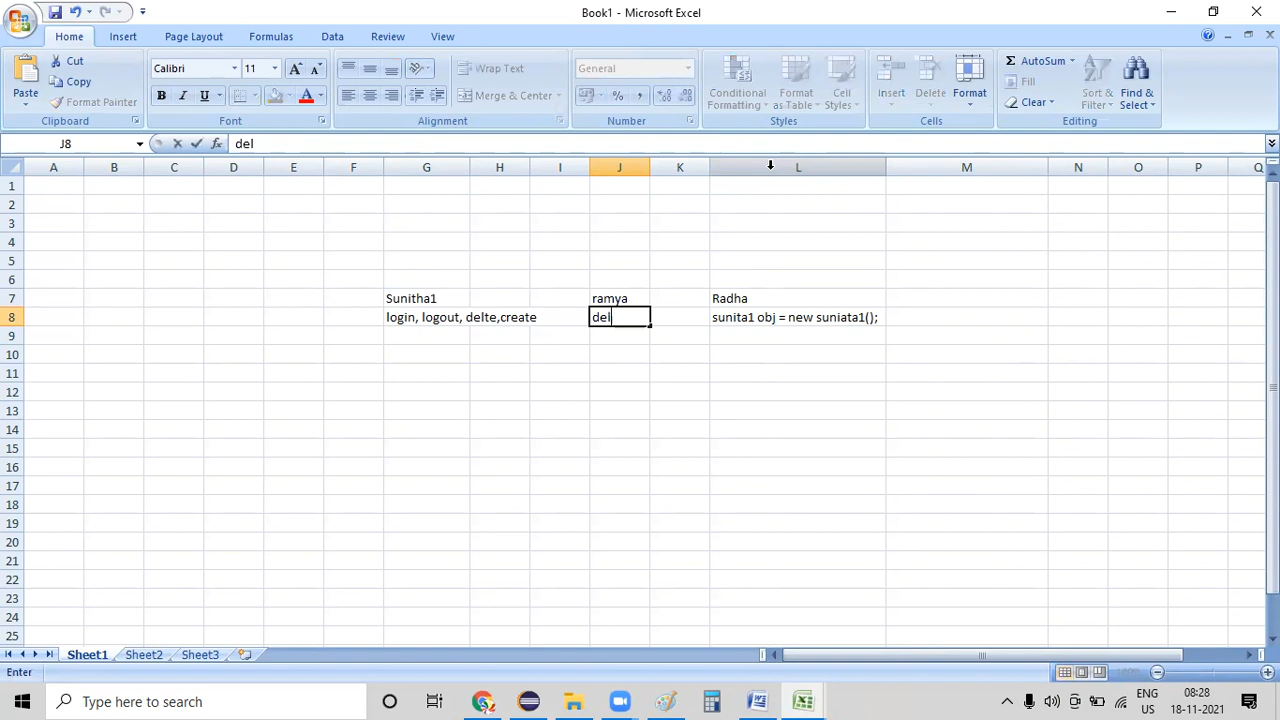 Book1 - Microsoft Excel
Home Insert Page Layout Formulas Data Review View
Paste Cut Copy Format Painter Clipboard
Calibri 11 A A B I U A Font
Wrap Text Merge & Center Alignment
General % , Number
Conditional Formatting Format as Table Cell Styles Styles
Insert Delete Format Cells
Σ AutoSum Fill Clear Sort & Filter Find & Select Editing
J8 fx del
A B C D E F G H I J K L M N O P Q
1
2
3
4
5
6
7 Sunitha1 ramya Radha
8 login, logout, delte,create del sunita1 obj = new suniata1();
9
10
11
12
13
14
15
16
17
18
19
20
21
22
23
24
25
Sheet1 Sheet2 Sheet3
Enter
Type here to search
ENG US
08:28
18-11-2021